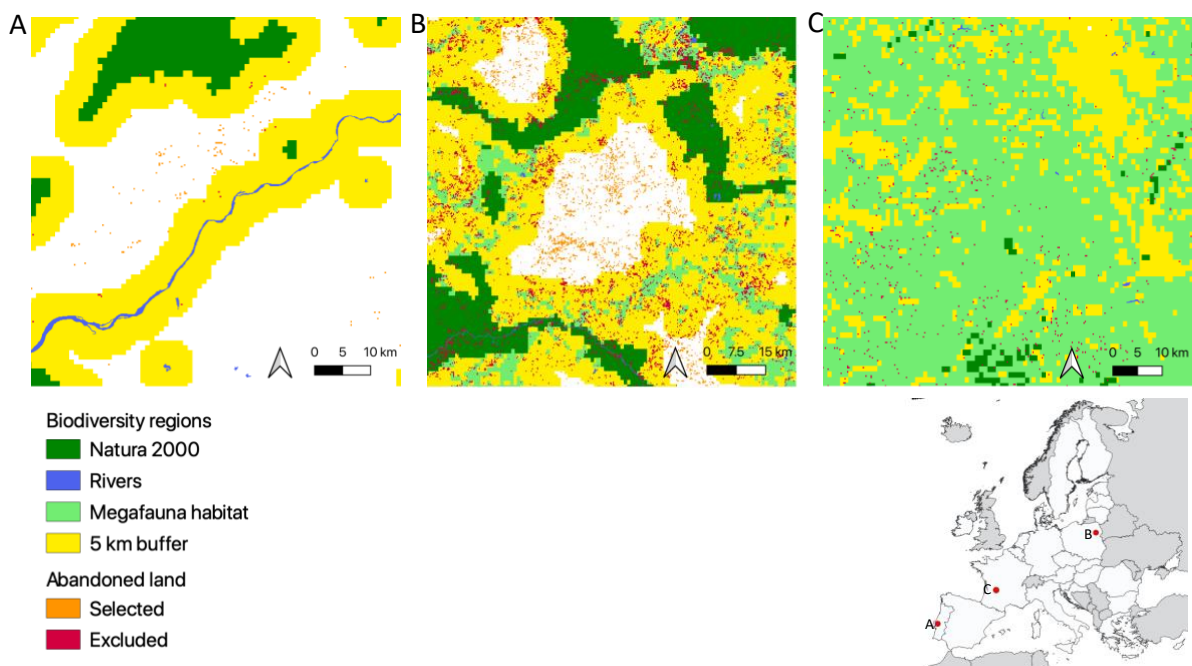 A
B
C
0 5 10 km
0 7.5 15 km
0 5 10 km
Biodiversity regions
Natura 2000
Rivers
Megafauna habitat
5 km buffer
Abandoned land
Selected
Excluded
B
C
A